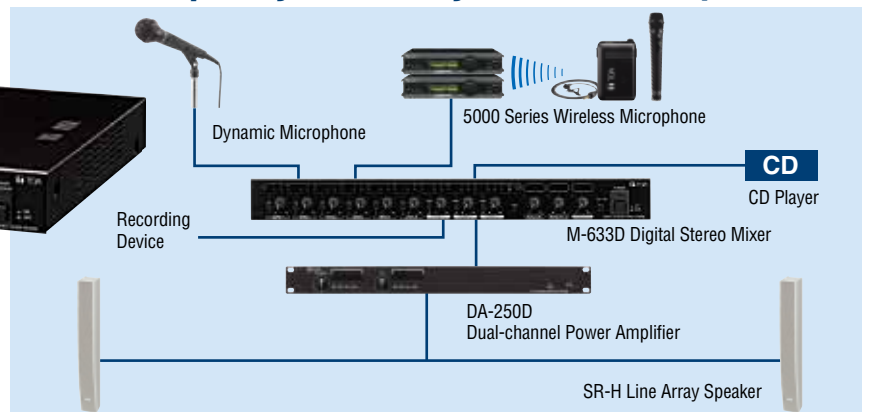 Dynamic Microphone
5000 Series Wireless Microphone
CD
CD Player
Recording
Device
M-633D Digital Stereo Mixer
DA-250D
Dual-channel Power Amplifier
SR-H Line Array Speaker